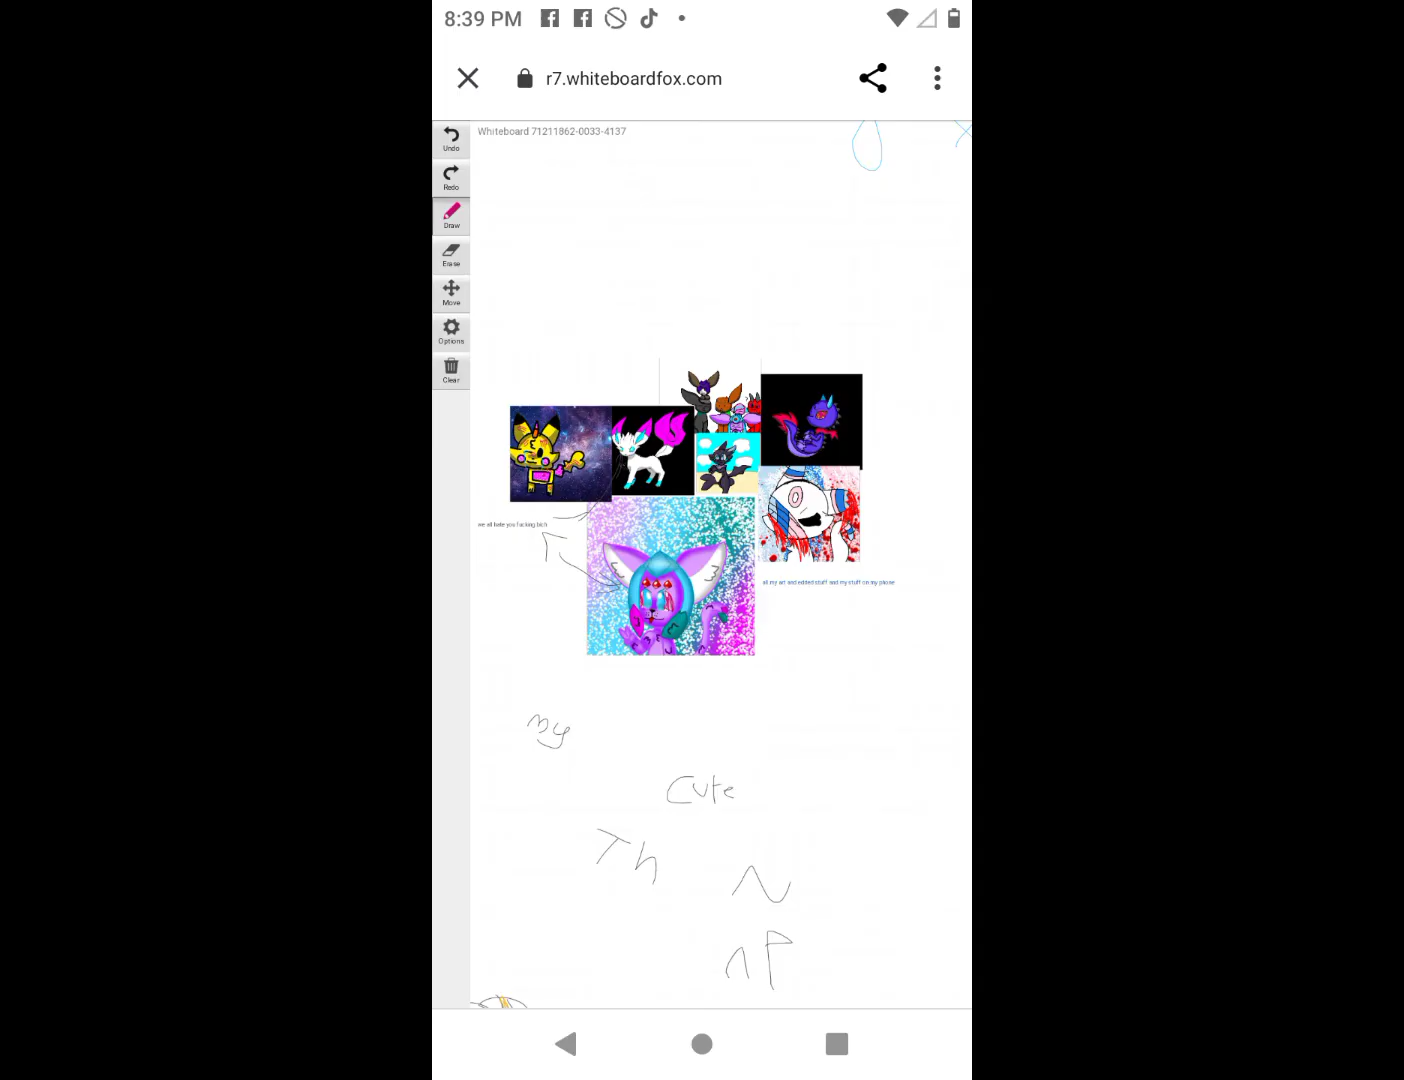 8:39 PM
r7.whiteboardfox.com
Whiteboard 71211862-0033-4137
Undo
Redo
Draw
Erase
Move
Options
Clear
we all hate you fucking bich
all my art and edited stuff and my stuff on my phone
my
cute
Th
N